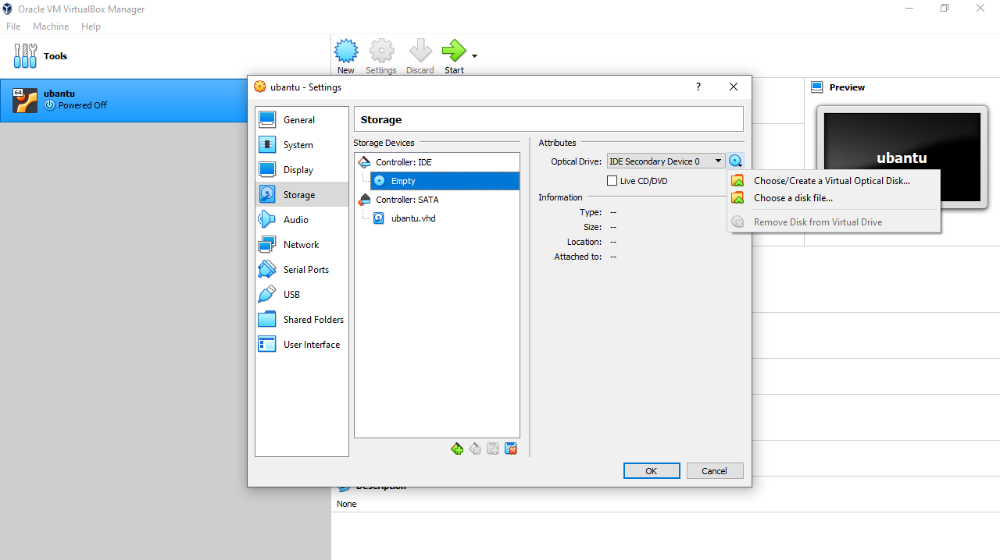 Oracle VM VirtualBox Manager
File Machine Help
Tools
New Settings Discard Start
64
ubantu
Powered Off
Preview
ubantu
ubantu - Settings
?
General
System
Display
Storage
Audio
Network
Serial Ports
USB
Shared Folders
User Interface
Storage
Storage Devices
Controller: IDE
Empty
Controller: SATA
ubantu.vhd
Attributes
Optical Drive: IDE Secondary Device 0
Live CD/DVD
Information
Type: --
Size: --
Location: --
Attached to: --
Choose/Create a Virtual Optical Disk...
Choose a disk file...
Remove Disk from Virtual Drive
OK Cancel
Description
None